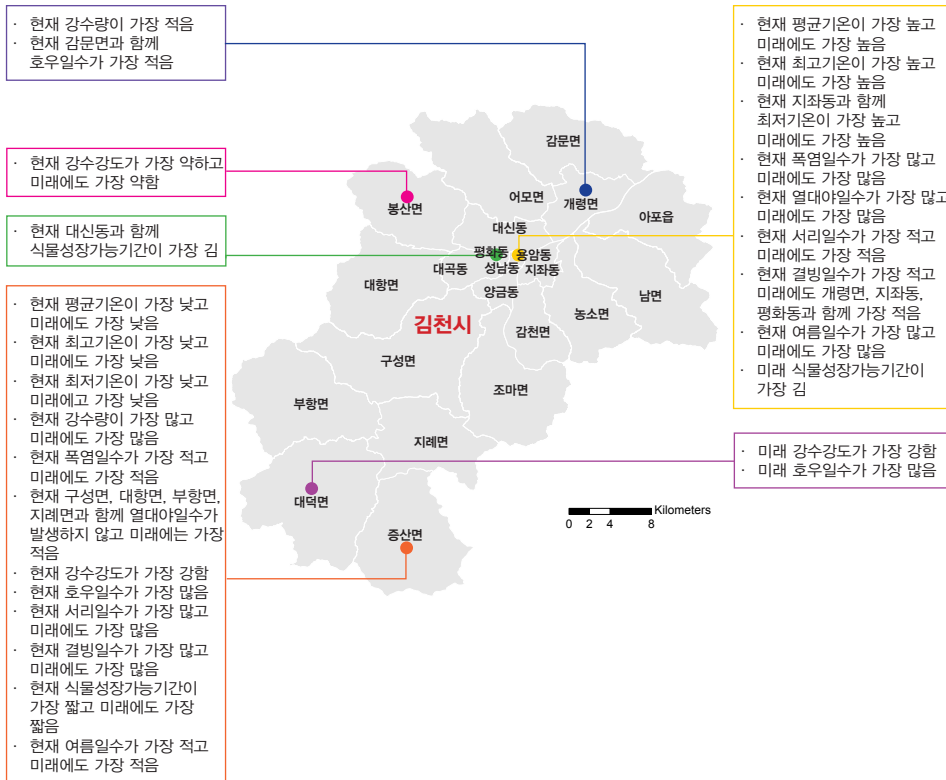 · 현재 강수량이 가장 적음
· 현재 감문면과 함께
호우일수가 가장 적음
· 현재 강수강도가 가장 약하고
미래에도 가장 약함
· 현재 대신동과 함께
식물성장가능기간이 가장 김
· 현재 평균기온이 가장 낮고
미래에도 가장 낮음
· 현재 최고기온이 가장 낮고
미래에도 가장 낮음
· 현재 최저기온이 가장 낮고
미래에고 가장 낮음
· 현재 강수량이 가장 많고
미래에도 가장 많음
· 현재 폭염일수가 가장 적고
미래에도 가장 적음
· 현재 구성면, 대항면, 부항면,
지례면과 함께 열대야일수가
발생하지 않고 미래에는 가장
적음
· 현재 강수강도가 가장 강함
· 현재 호우일수가 가장 많음
· 현재 서리일수가 가장 많고
미래에도 가장 많음
· 현재 결빙일수가 가장 많고
미래에도 가장 많음
· 현재 식물성장가능기간이
가장 짧고 미래에도 가장
짧음
· 현재 여름일수가 가장 적고
미래에도 가장 적음
감문면
어모면
개령면
봉산면
아포읍
대신동
평화동
용암동
대곡동
성남동
지좌동
대항면
양금동
남면
농소면
김천시
감천면
구성면
조마면
부항면
지례면
대덕면
증산면
Kilometers
0 2 4 8
· 현재 평균기온이 가장 높고
미래에도 가장 높음
· 현재 최고기온이 가장 높고
미래에도 가장 높음
· 현재 지좌동과 함께
최저기온이 가장 높고
미래에도 가장 높음
· 현재 폭염일수가 가장 많고
미래에도 가장 많음
· 현재 열대야일수가 가장 많고
미래에도 가장 많음
· 현재 서리일수가 가장 적고
미래에도 가장 적음
· 현재 결빙일수가 가장 적고
미래에도 개령면, 지좌동,
평화동과 함께 가장 적음
· 현재 여름일수가 가장 많고
미래에도 가장 많음
· 미래 식물성장가능기간이
가장 김
· 미래 강수강도가 가장 강함
· 미래 호우일수가 가장 많음